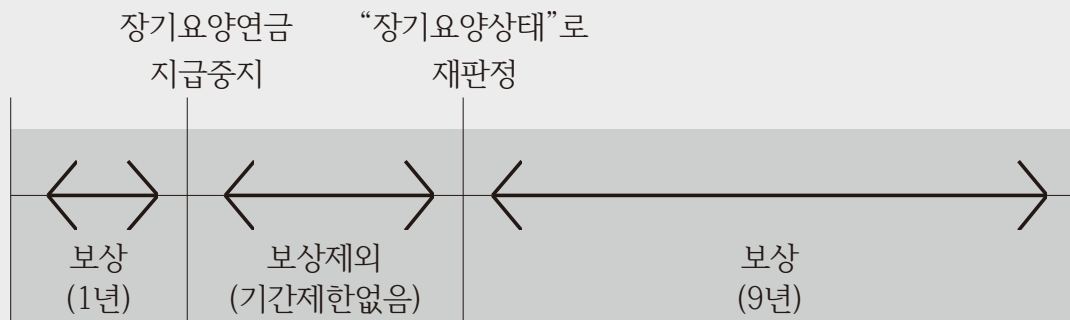 장기요양연금 “장기요양상태”로
지급중지 재판정
보상 보상제외 보상
(1년) (기간제한없음) (9년)